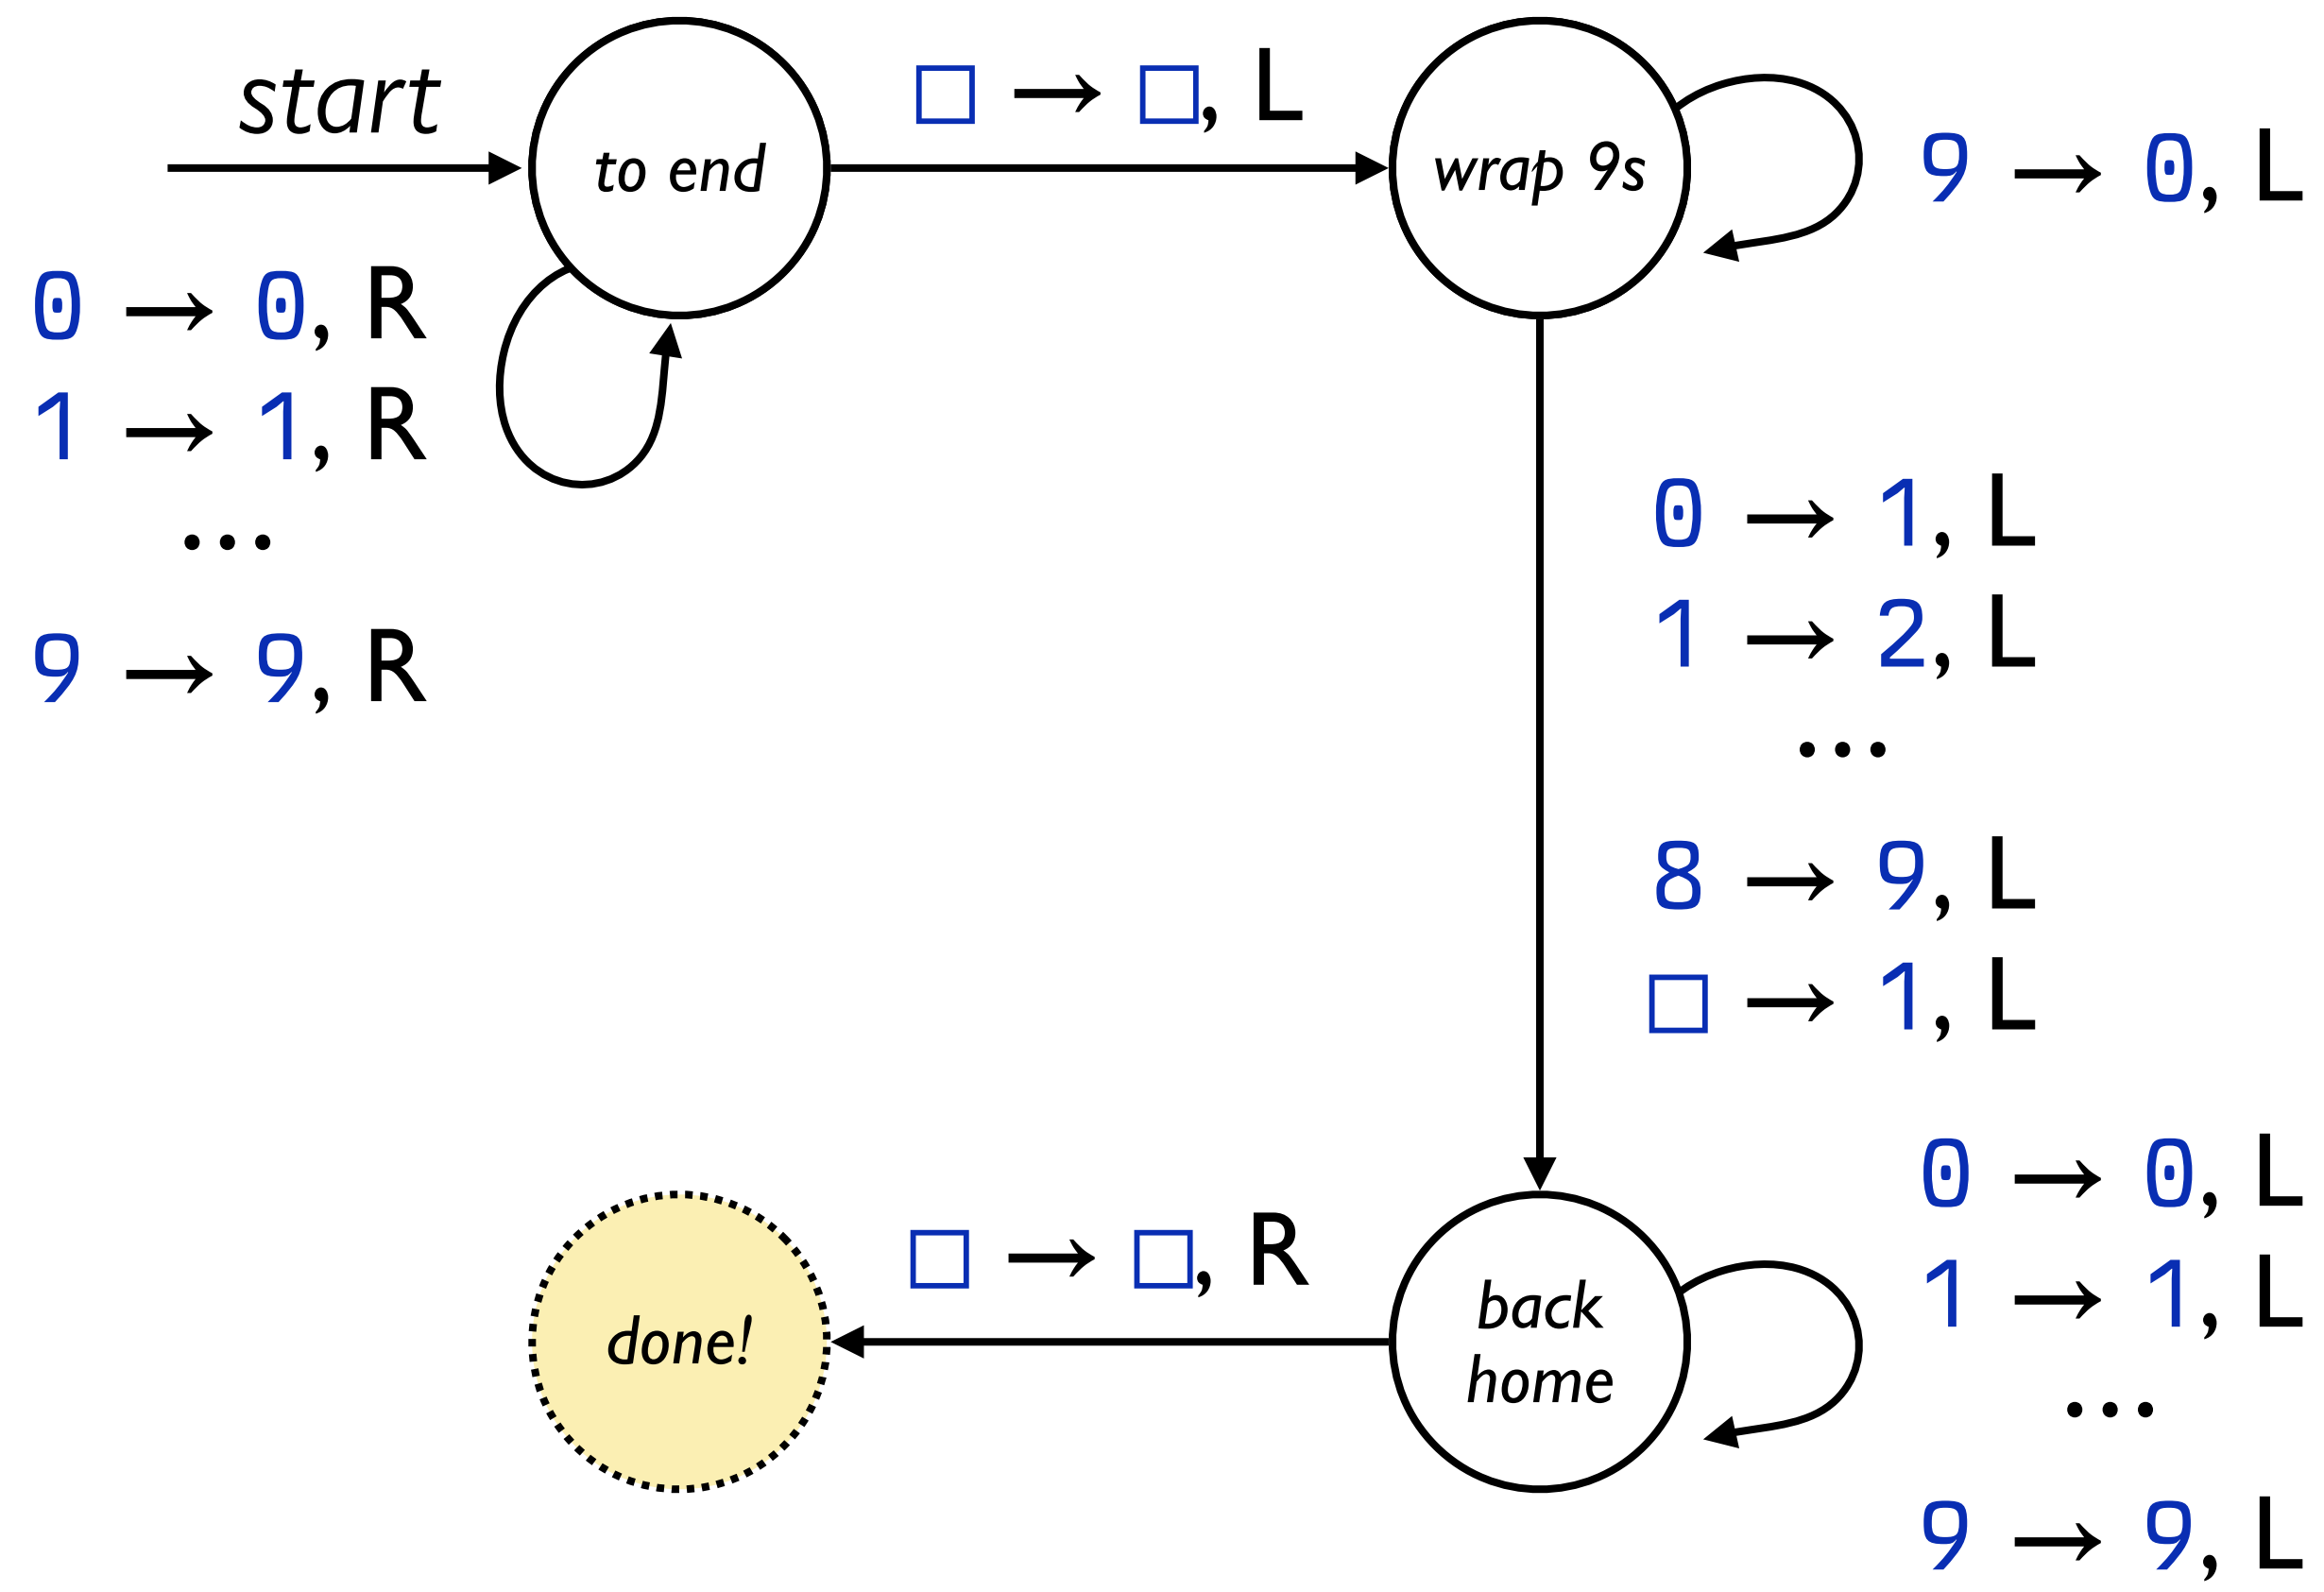 start
to end
□ → □, L
wrap 9s
9 → 0, L
0 → 0, R
1 → 1, R
...
9 → 9, R
0 → 1, L
1 → 2, L
...
8 → 9, L
□ → 1, L
done!
□ → □, R
back
home
0 → 0, L
1 → 1, L
...
9 → 9, L